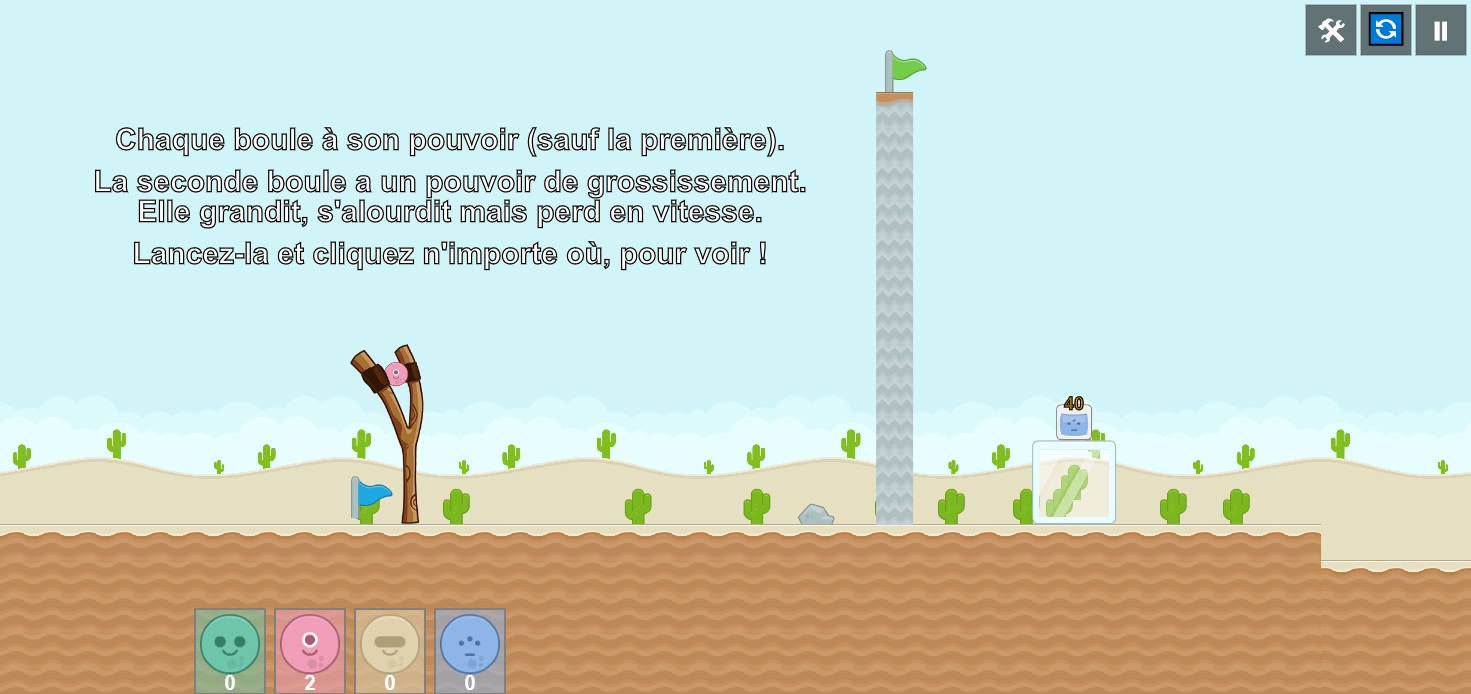 Chaque boule à son pouvoir (sauf la première).
La seconde boule a un pouvoir de grossissement.
Elle grandit, s'alourdit mais perd en vitesse.
Lancez-la et cliquez n'importe où, pour voir !
40
0
2
0
0